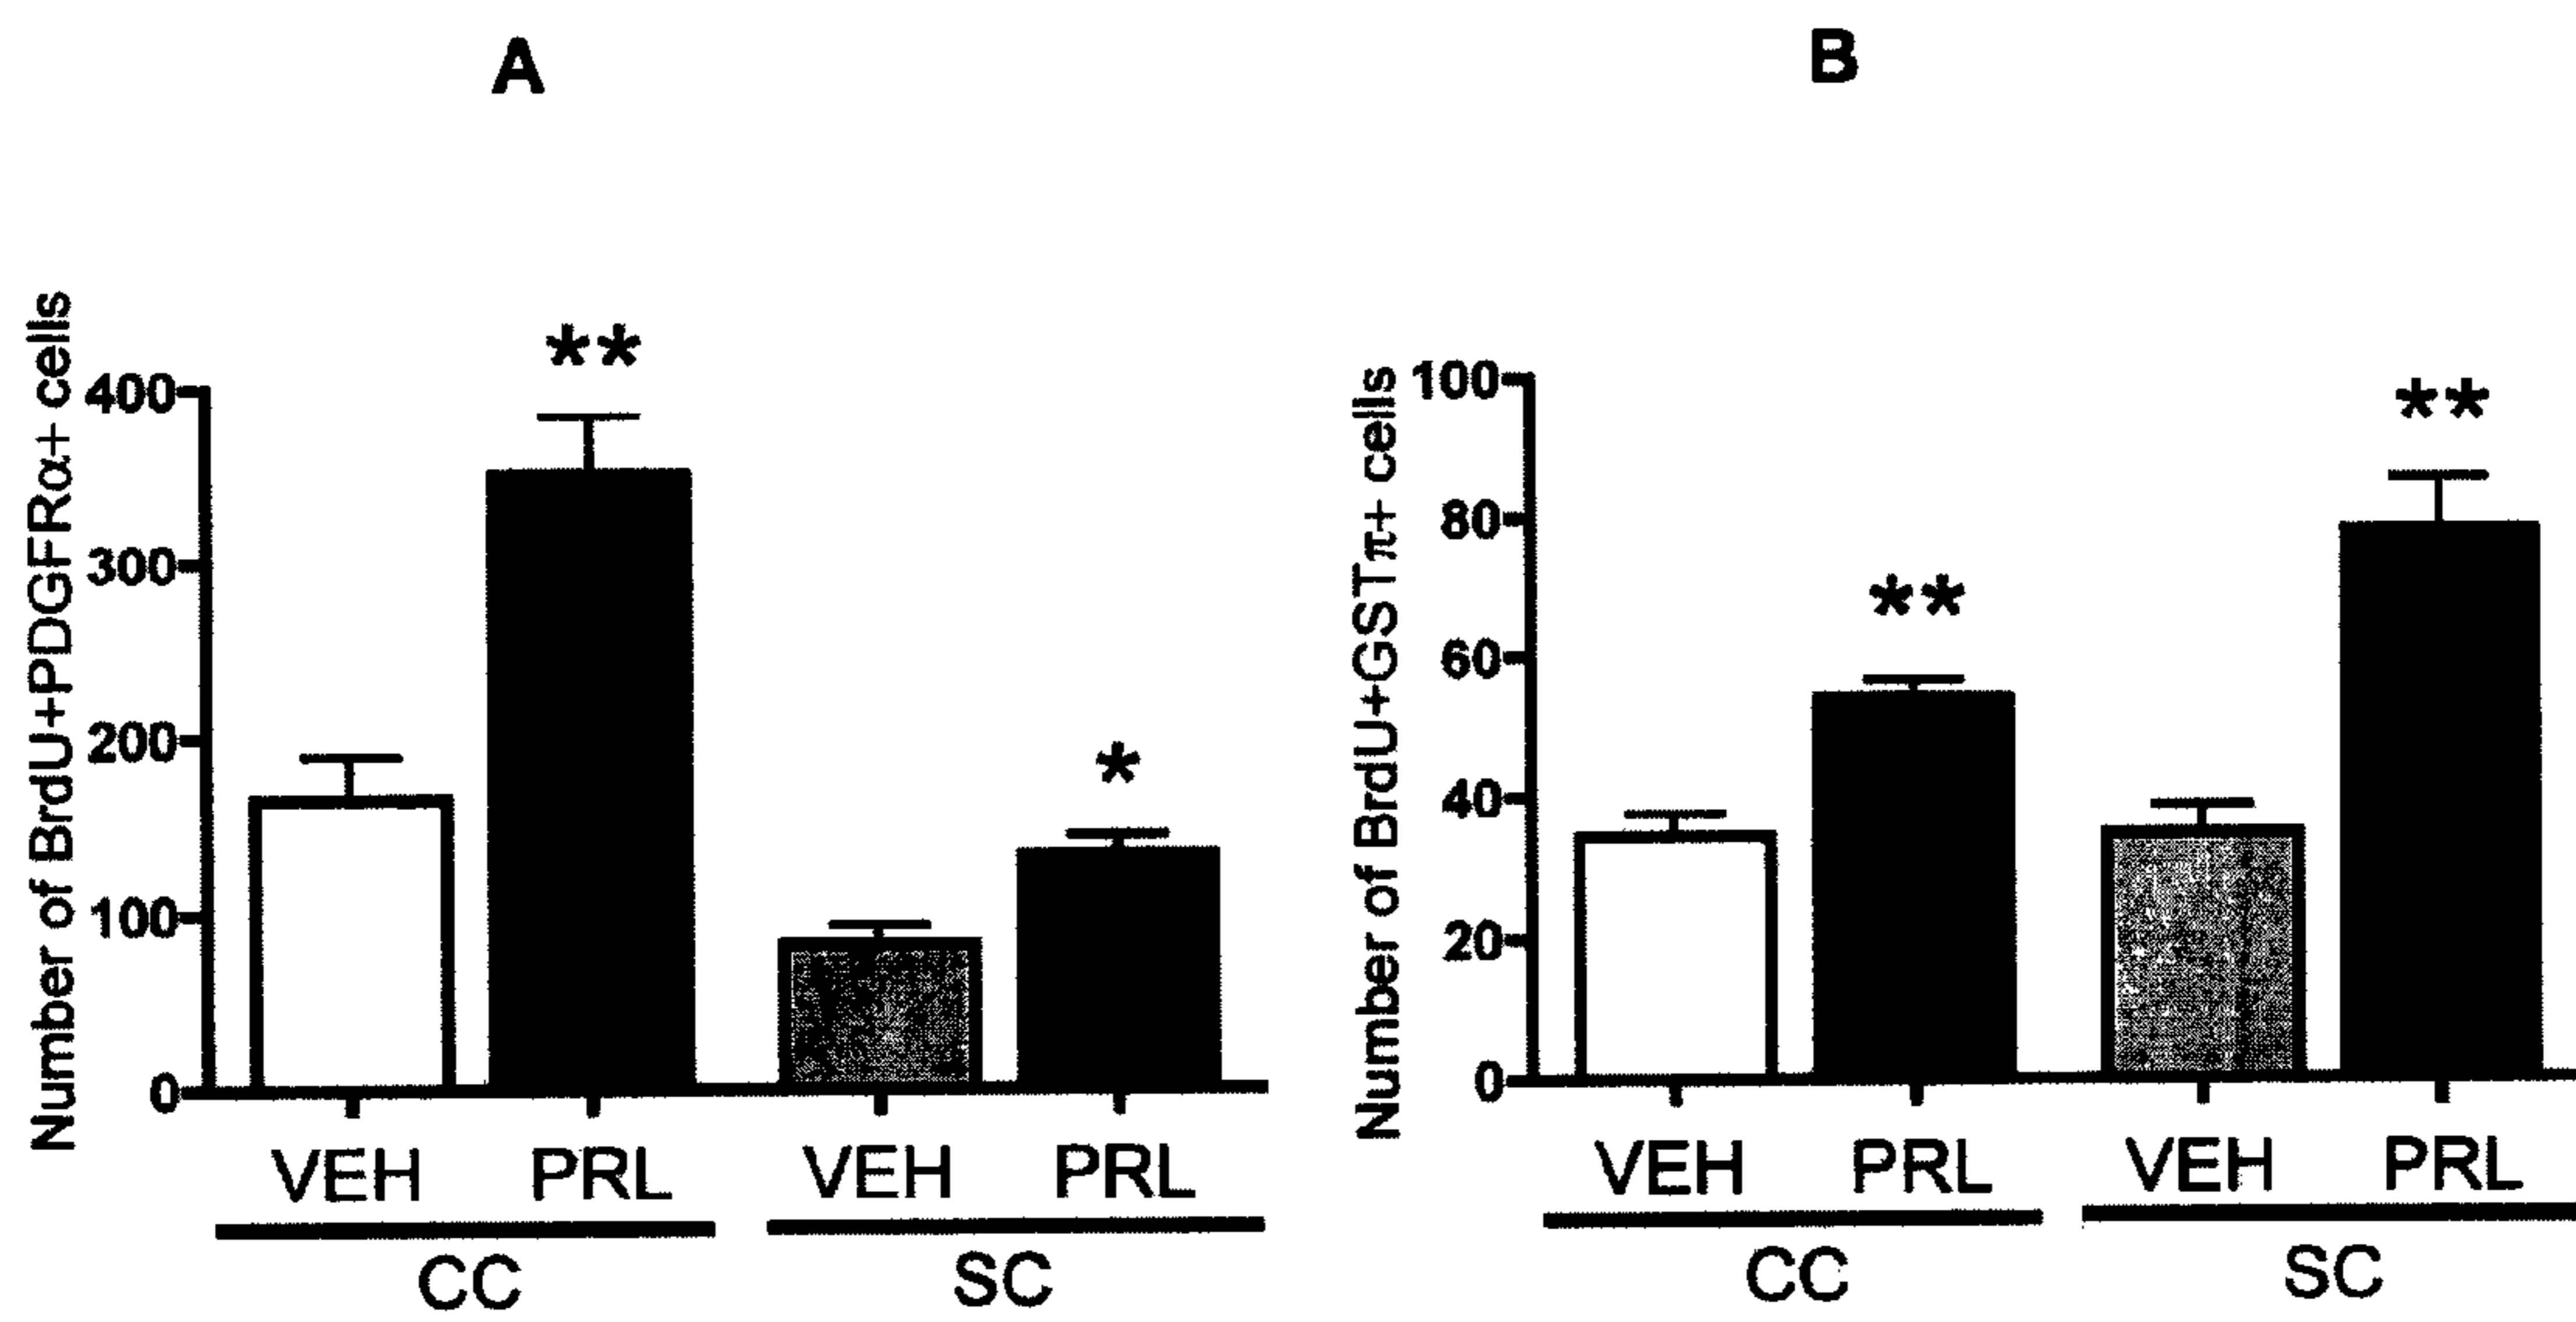 A
Number of BrdU+PDGFRα+ cells
400
300
200
100
0
**
*
VEH PRL VEH PRL
CC SC
B
Number of BrdU+GSTπ+ cells
100
80
60
40
20
0
**
**
VEH PRL VEH PRL
CC SC